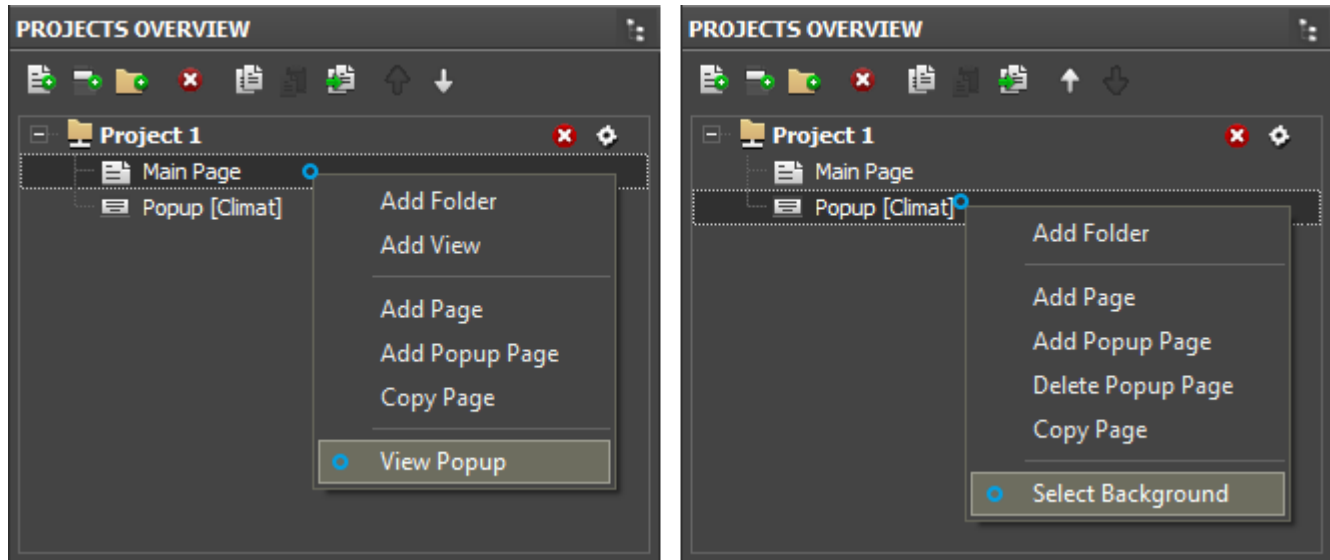 PROJECTS OVERVIEW
Project 1
Main Page
Popup [Climat]
Add Folder
Add View
Add Page
Add Popup Page
Copy Page
View Popup
PROJECTS OVERVIEW
Project 1
Main Page
Popup [Climat]
Add Folder
Add Page
Add Popup Page
Delete Popup Page
Copy Page
Select Background